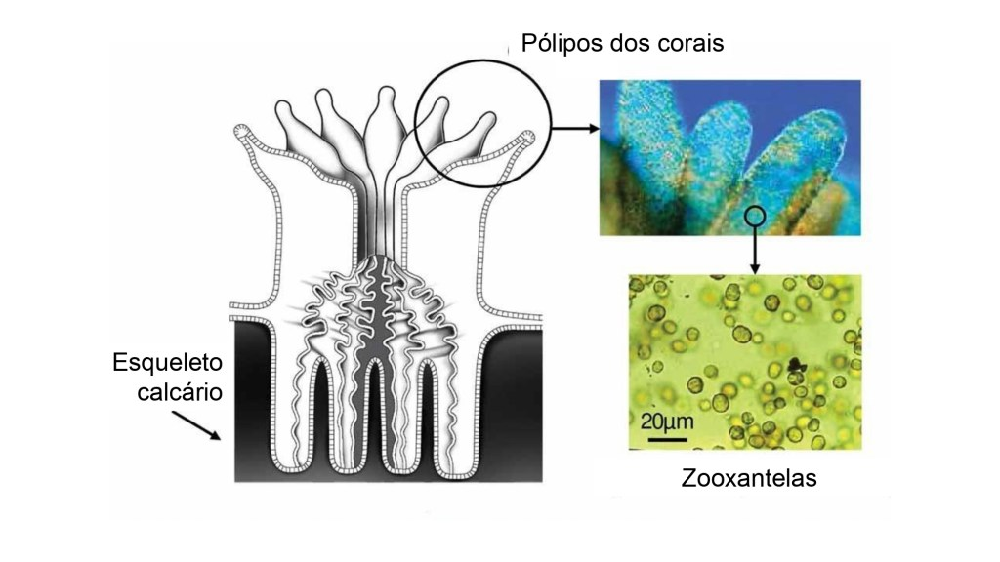 Pólipos dos corais
Esqueleto
calcário
20µm
Zooxantelas